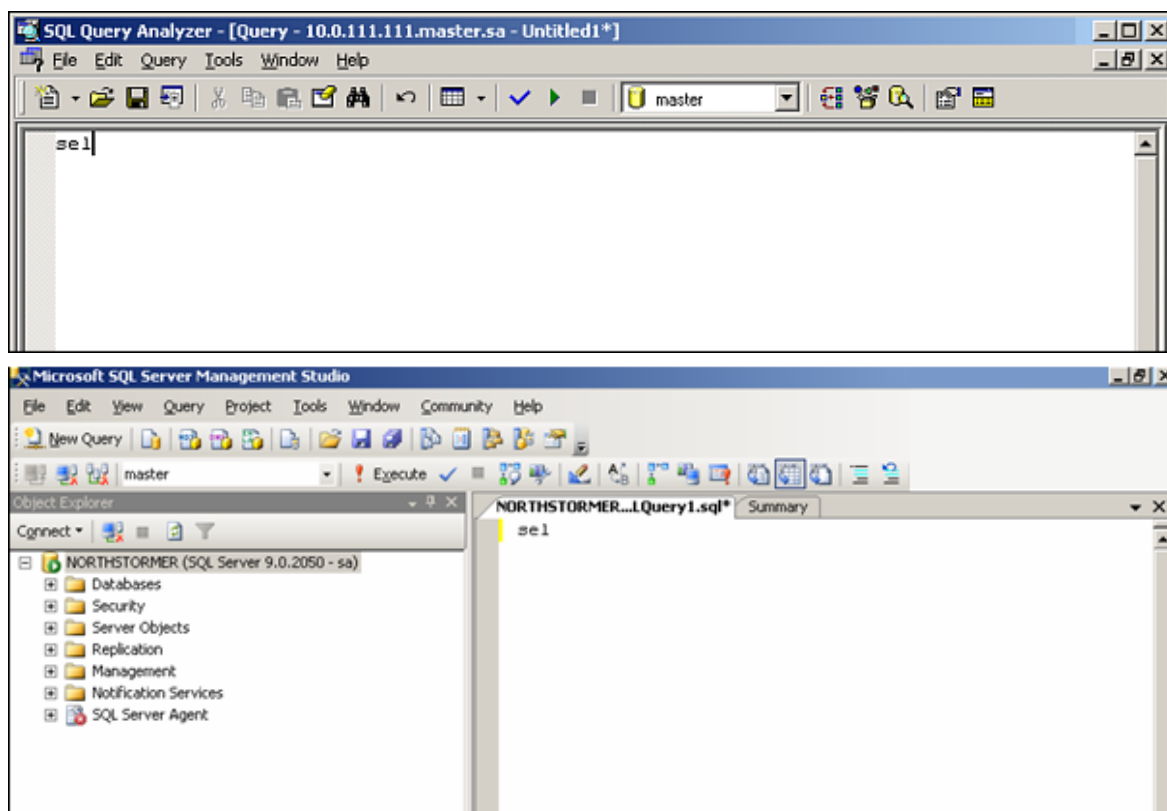 SQL Query Analyzer - [Query - 10.0.111.111.master.sa - Untitled1*]
File Edit Query Tools Window Help
master
sel
Microsoft SQL Server Management Studio
File Edit View Query Project Tools Window Community Help
New Query
master Execute
Object Explorer
NORTHSTORMER...LQuery1.sql* Summary
Connect
sel
NORTHSTORMER (SQL Server 9.0.2050 - sa)
Databases
Security
Server Objects
Replication
Management
Notification Services
SQL Server Agent